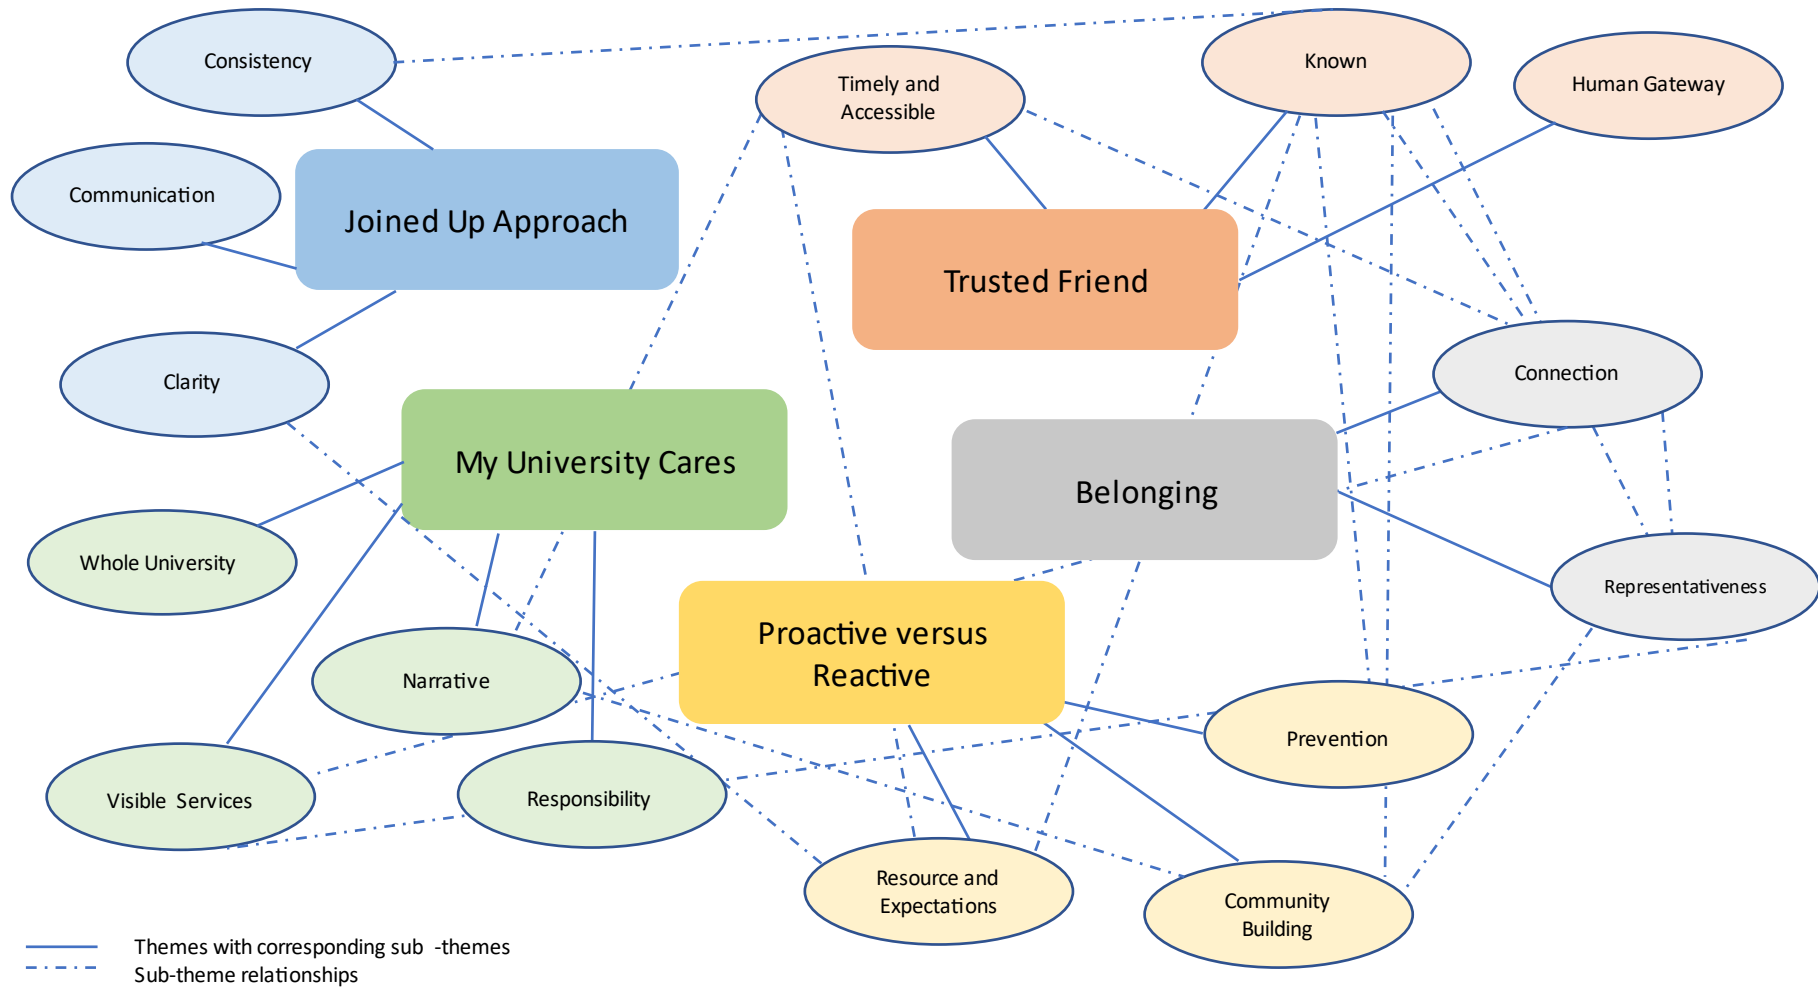 Consistency
Known
Timely and
Accessible
Human Gateway
Communication
Joined Up Approach
Trusted Friend
Clarity
Connection
My University Cares
Belonging
Whole University
Representativeness
Proactive versus
Reactive
Narrative
Prevention
Visible Services
Responsibility
Resource and
Expectations
Community
Building
Themes with corresponding sub -themes
Sub-theme relationships